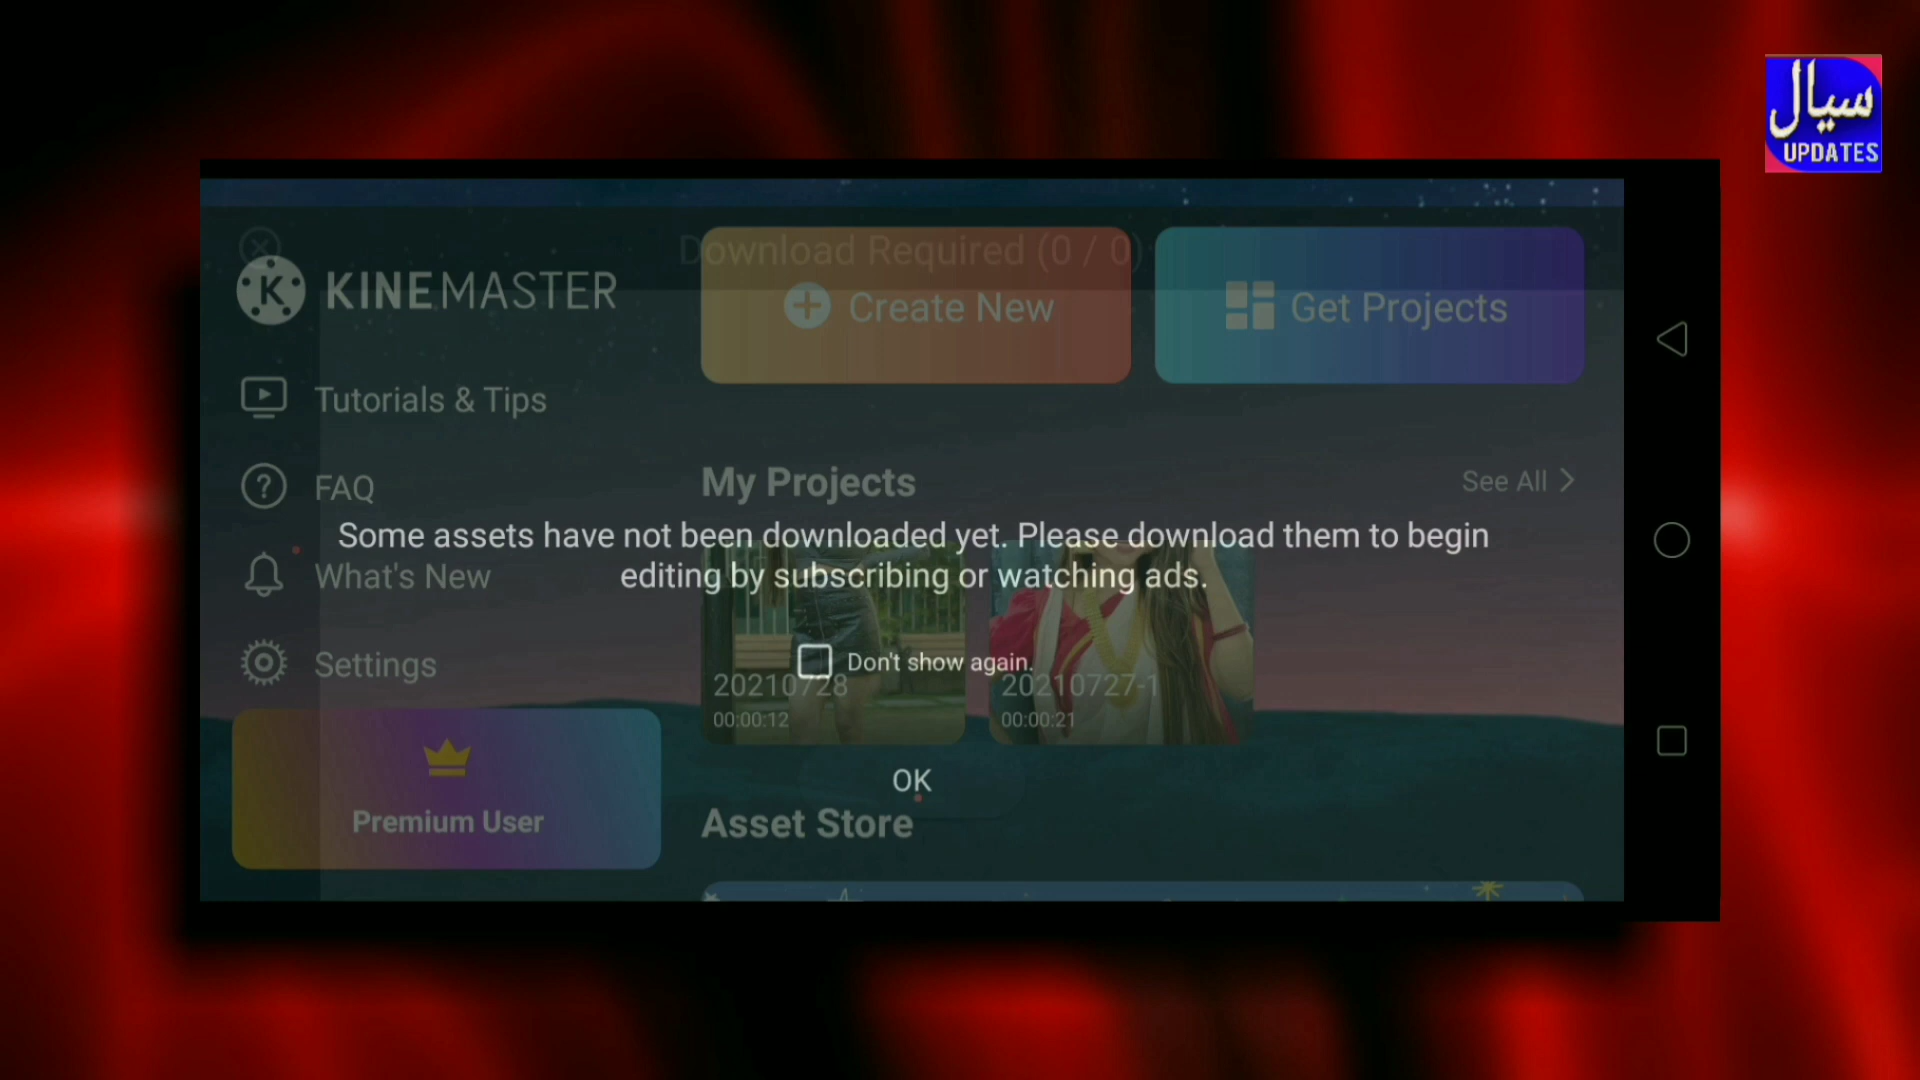 سیال
UPDATES
Download Required (0 / 0)
KINEMASTER
Create New
Get Projects
Tutorials & Tips
My Projects
See All
FAQ
Some assets have not been downloaded yet. Please download them to begin
editing by subscribing or watching ads.
What's New
Don't show again.
Settings
20210728
20210727-1
00:00:12
00:00:21
OK
Premium User
Asset Store